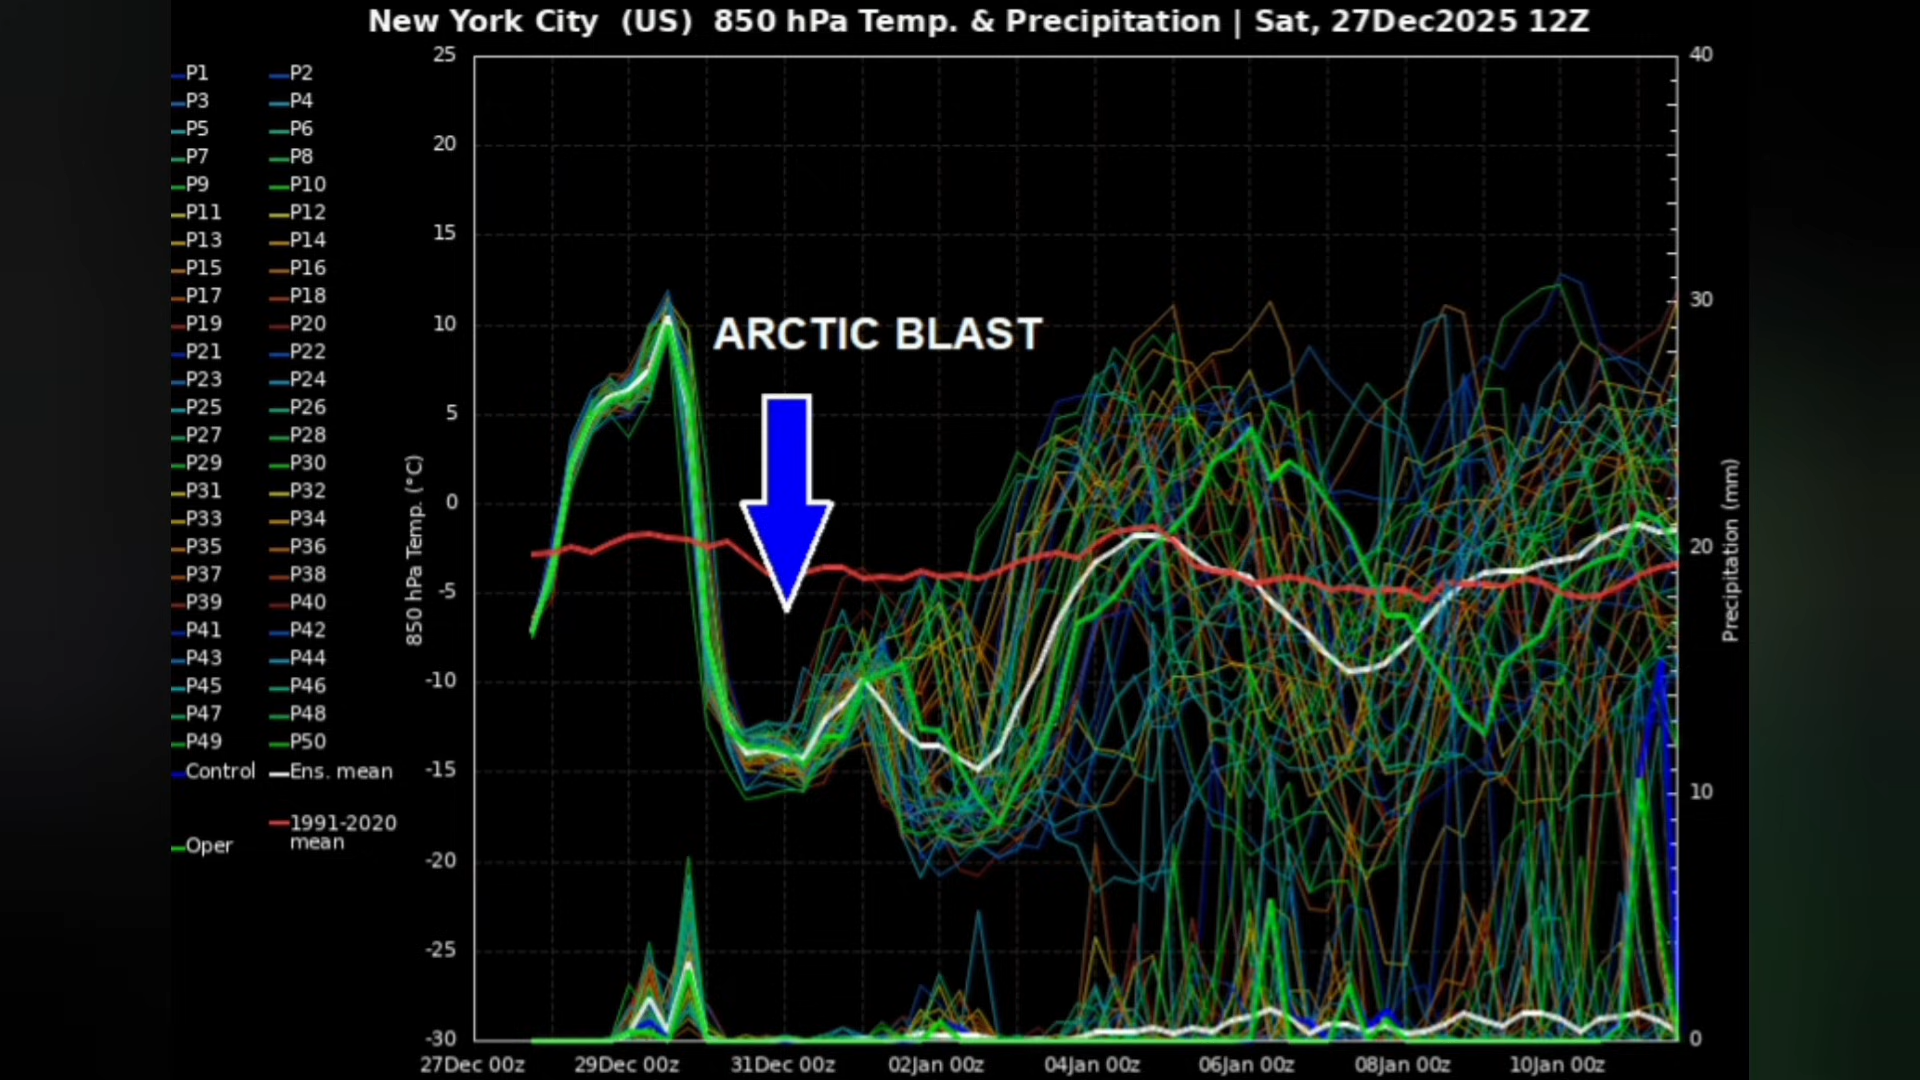 New York City (US) 850 hPa Temp. & Precipitation | Sat, 27Dec2025 12Z
P1 P2
P3 P4
P5 P6
P7 P8
P9 P10
P11 P12
P13 P14
P15 P16
P17 P18
P19 P20
P21 P22
P23 P24
P25 P26
P27 P28
P29 P30
P31 P32
P33 P34
P35 P36
P37 P38
P39 P40
P41 P42
P43 P44
P45 P46
P47 P48
P49 P50
Control Ens. mean
Oper 1991-2020
mean
850 hPa Temp. (°C)
25
20
15
10
5
0
-5
-10
-15
-20
-25
-30
ARCTIC BLAST
40
30
20
10
0
Precipitation (mm)
27Dec 00z 29Dec 00z 31Dec 00z 02Jan 00z 04Jan 00z 06Jan 00z 08Jan 00z 10Jan 00z